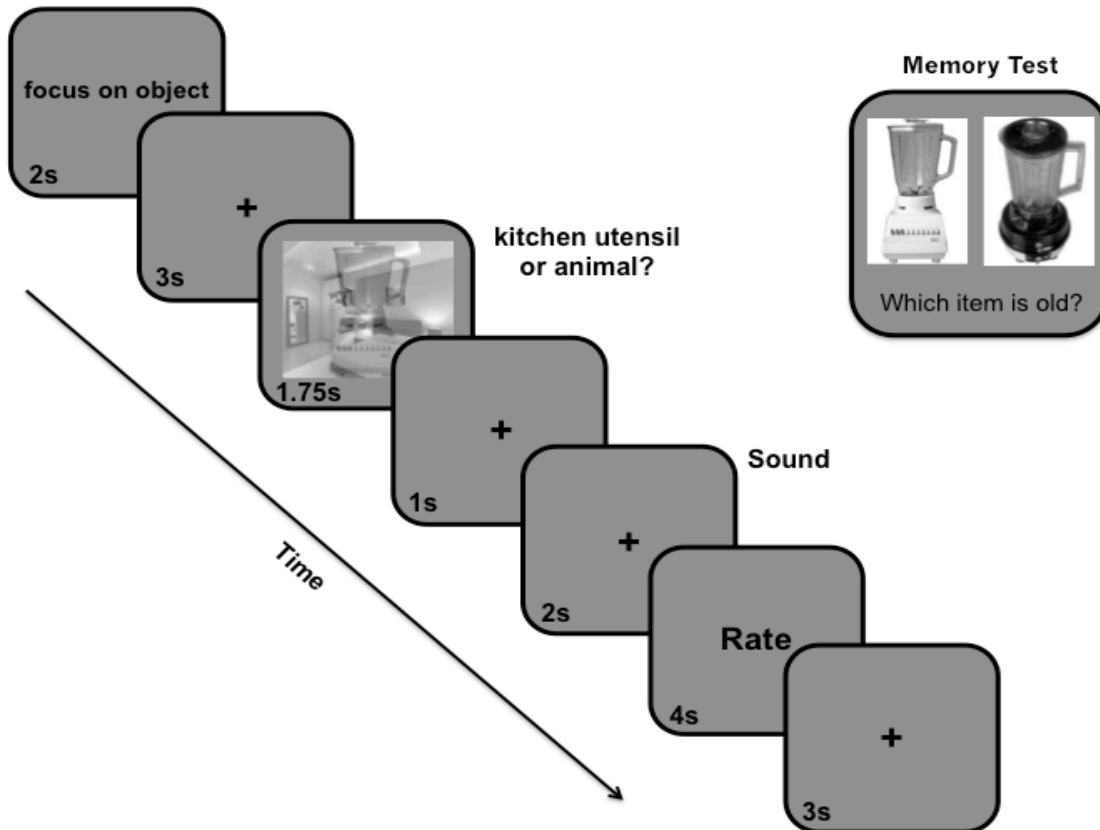 focus on object
2s
+
3s
kitchen utensil
or animal?
1.75s
+
1s
Sound
+
2s
Rate
4s
+
3s
Time
Memory Test
Which item is old?